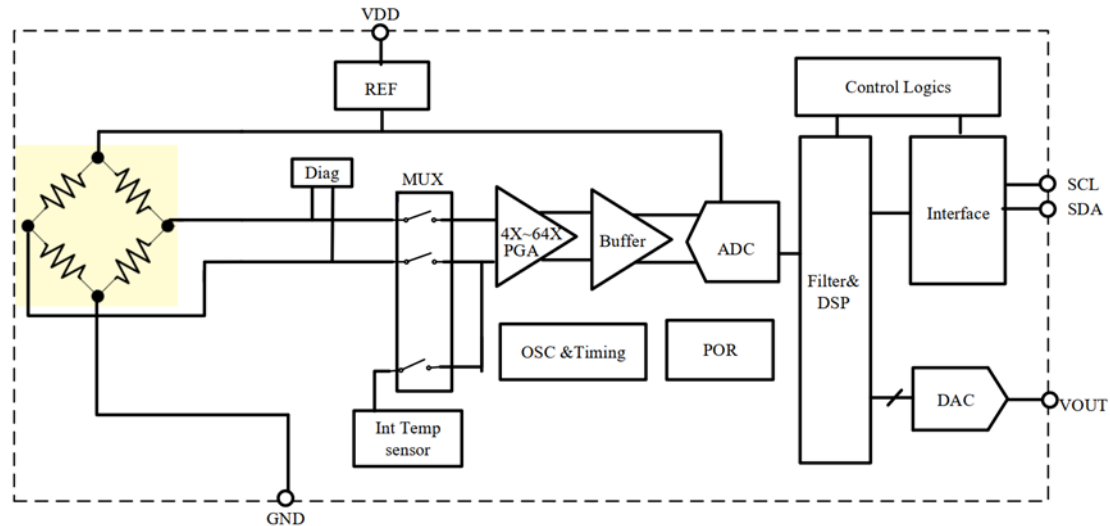 VDD
REF
Control Logics
Diag
MUX
SCL
SDA
Interface
4X~64X
PGA
Buffer
ADC
Filter&
DSP
OSC &Timing
POR
DAC
VOUT
Int Temp
sensor
GND